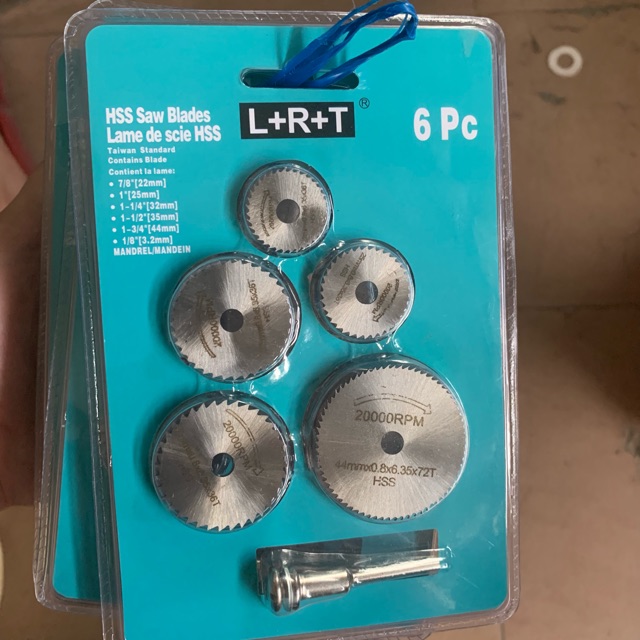 HSS Saw Blades
Lame de scie HSS
Taiwan Standard
Contains Blade
Contient la lame:
• 7/8"[22mm]
• 1"[25mm]
• 1-1/4"[32mm]
• 1-1/2"[35mm]
• 1-3/4"[44mm]
• 1/8"[3.2mm]
MANDREL/MANDEIN
L+R+T®
6 Pc
20000RPM
20000RPM
44mmx0.8x6.35x72T
HSS